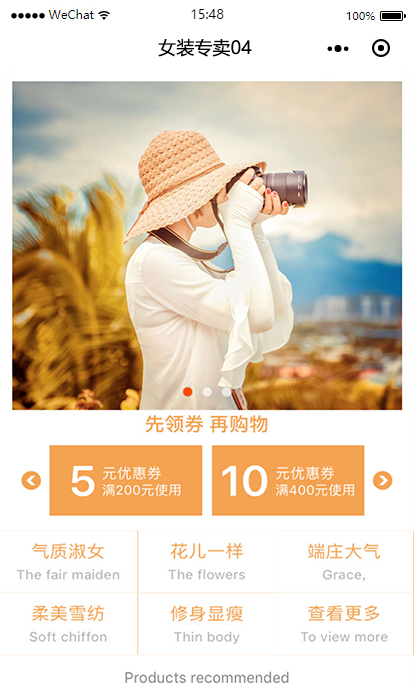 WeChat 15:48 100%
女装专卖04
先领券 再购物
5 元优惠券 满200元使用
10 元优惠券 满400元使用
气质淑女 花儿一样 端庄大气
The fair maiden The flowers Grace,
柔美雪纺 修身显瘦 查看更多
Soft chiffon Thin body To view more
Products recommended